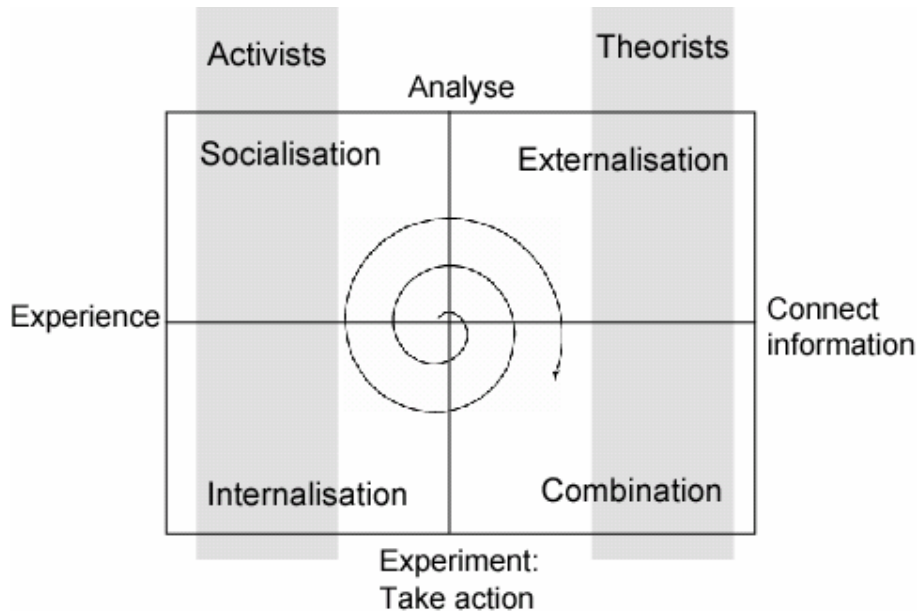 Activists
Theorists
Analyse
Socialisation
Externalisation
Experience
Connect
information
Internalisation
Combination
Experiment:
Take action